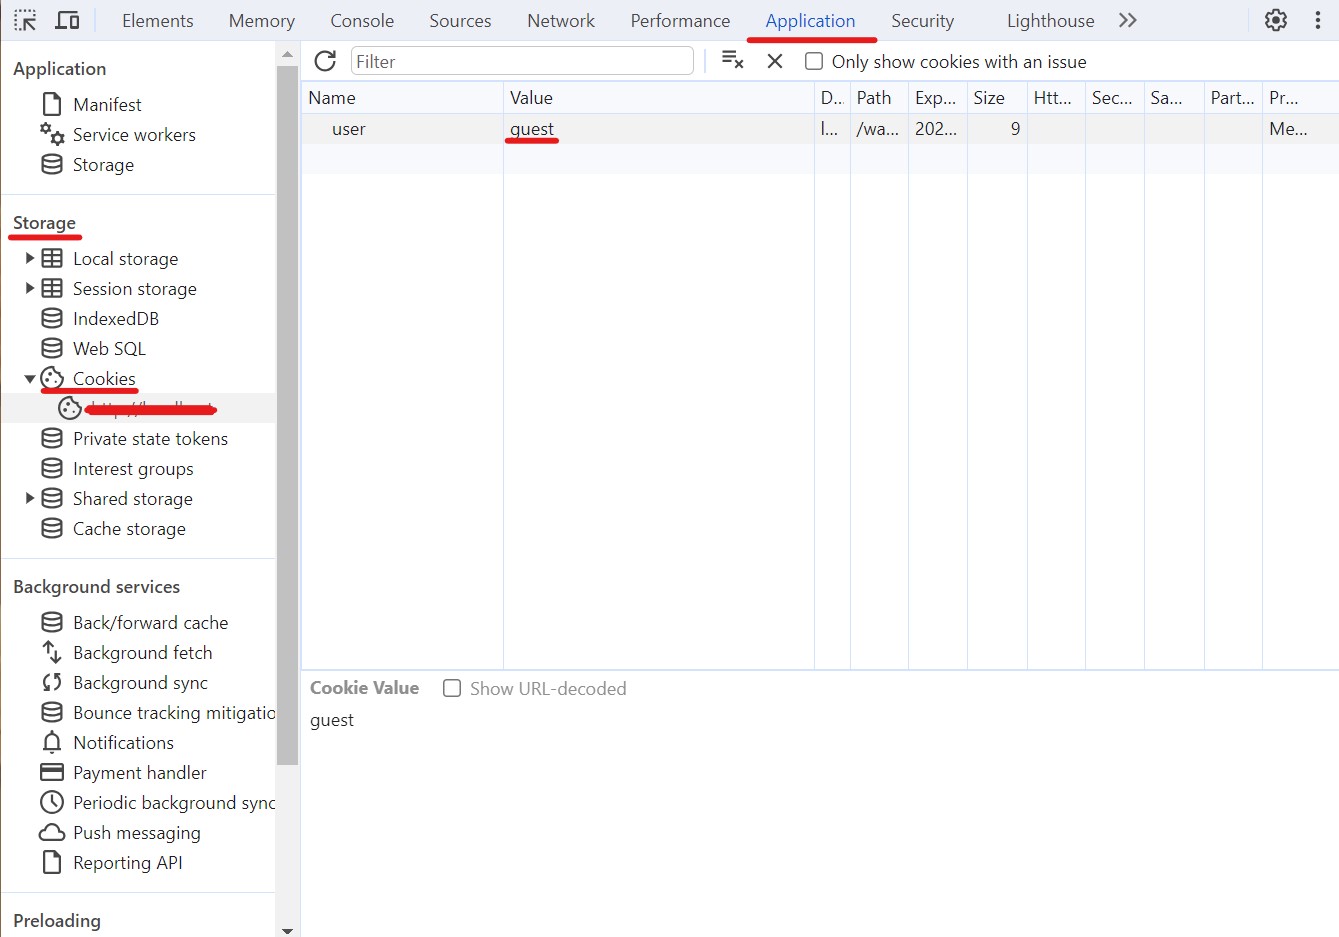 Elements Memory Console Sources Network Performance Application Security Lighthouse
Filter Only show cookies with an issue
Application
Manifest
Service workers
Storage
Storage
Local storage
Session storage
IndexedDB
Web SQL
Cookies
Private state tokens
Interest groups
Shared storage
Cache storage
Background services
Back/forward cache
Background fetch
Background sync
Bounce tracking mitigatio
Notifications
Payment handler
Periodic background sync
Push messaging
Reporting API
Preloading
Name Value D... Path Exp... Size Htt... Sec... Sa... Part... Pr...
user guest l... /wa... 202... 9 Me...
Cookie Value Show URL-decoded
guest